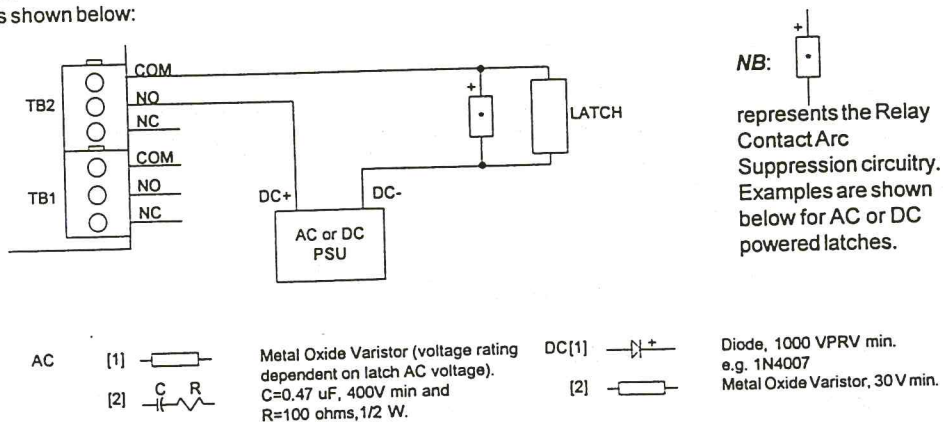 s shown below:
COM
TB2
NO
NC
COM
TB1
NO
NC
DC+
DC-
AC or DC
PSU
+
LATCH
NB:
+
represents the Relay
Contact Arc
Suppression circuitry.
Examples are shown
below for AC or DC
powered latches.
AC
[1]
Metal Oxide Varistor (voltage rating
dependent on latch AC voltage).
[2]
C R
C=0.47 uF, 400V min and
R=100 ohms,1/2 W.
DC[1]
+
Diode, 1000 VPRV min.
e.g. 1N4007
[2]
Metal Oxide Varistor, 30 V min.